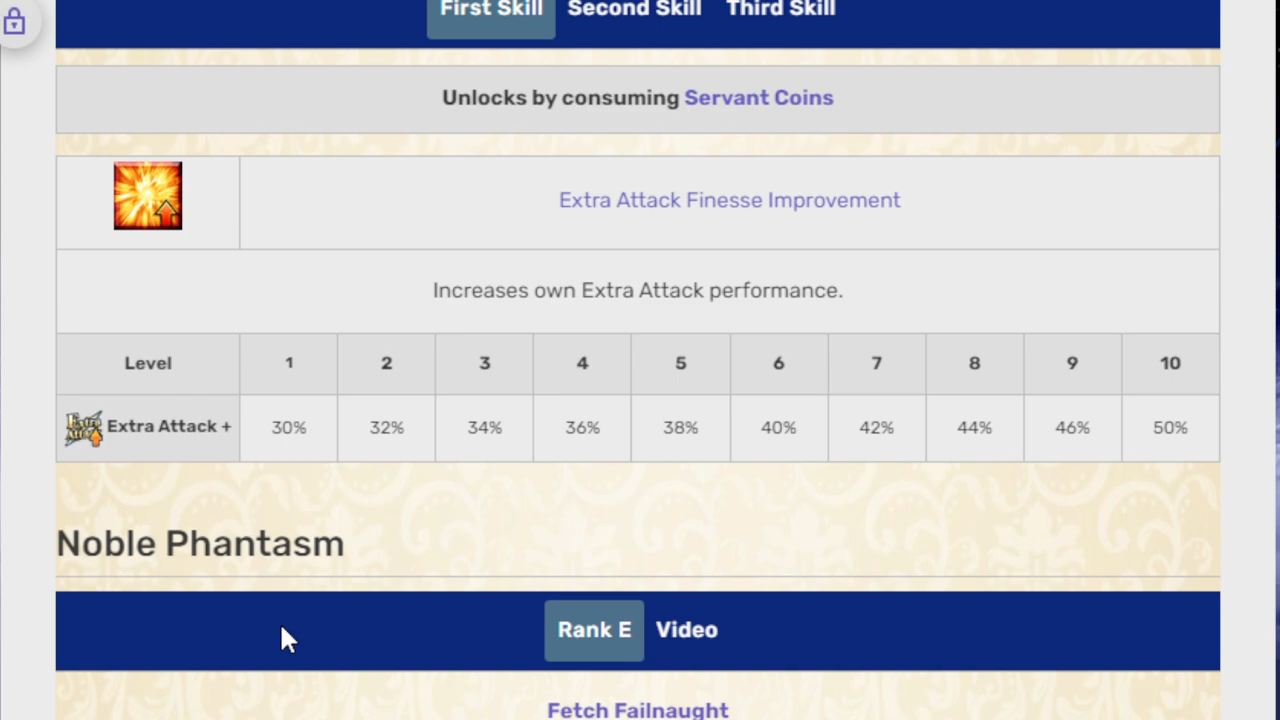 First Skill Second Skill Third Skill
Unlocks by consuming Servant Coins
Extra Attack Finesse Improvement
Increases own Extra Attack performance.
Level 1 2 3 4 5 6 7 8 9 10
Extra Attack + 30% 32% 34% 36% 38% 40% 42% 44% 46% 50%
Noble Phantasm
Rank E Video
Fetch Failnaught